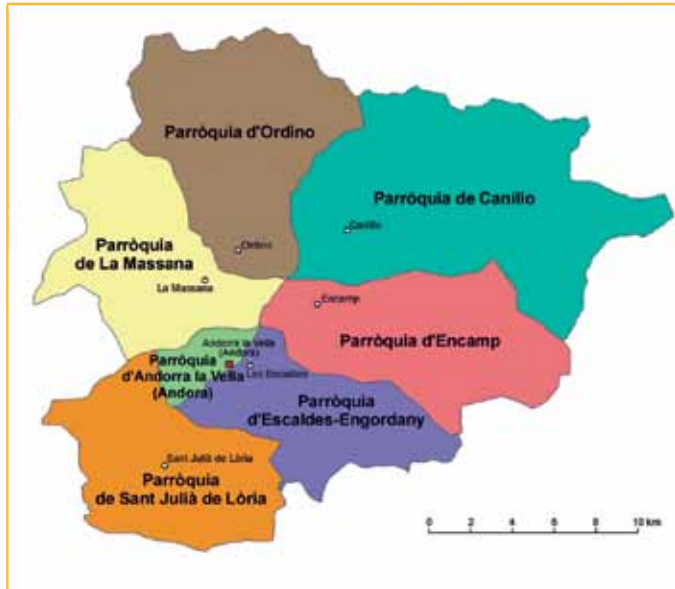 Parròquia d'Ordino
Parròquia de Canillo
Canillo
Ordino
Parròquia
de La Massana
La Massana
Encamp
Parròquia d'Encamp
Andorra la Vella
(Andora)
Les Escaldes
Parròquia
d'Andorra la Vella
(Andora)
Parròquia
d'Escaldes-Engordany
Sant Julià de Lòria
Parròquia
de Sant Julià de Lòria
0 2 4 6 8 10 km